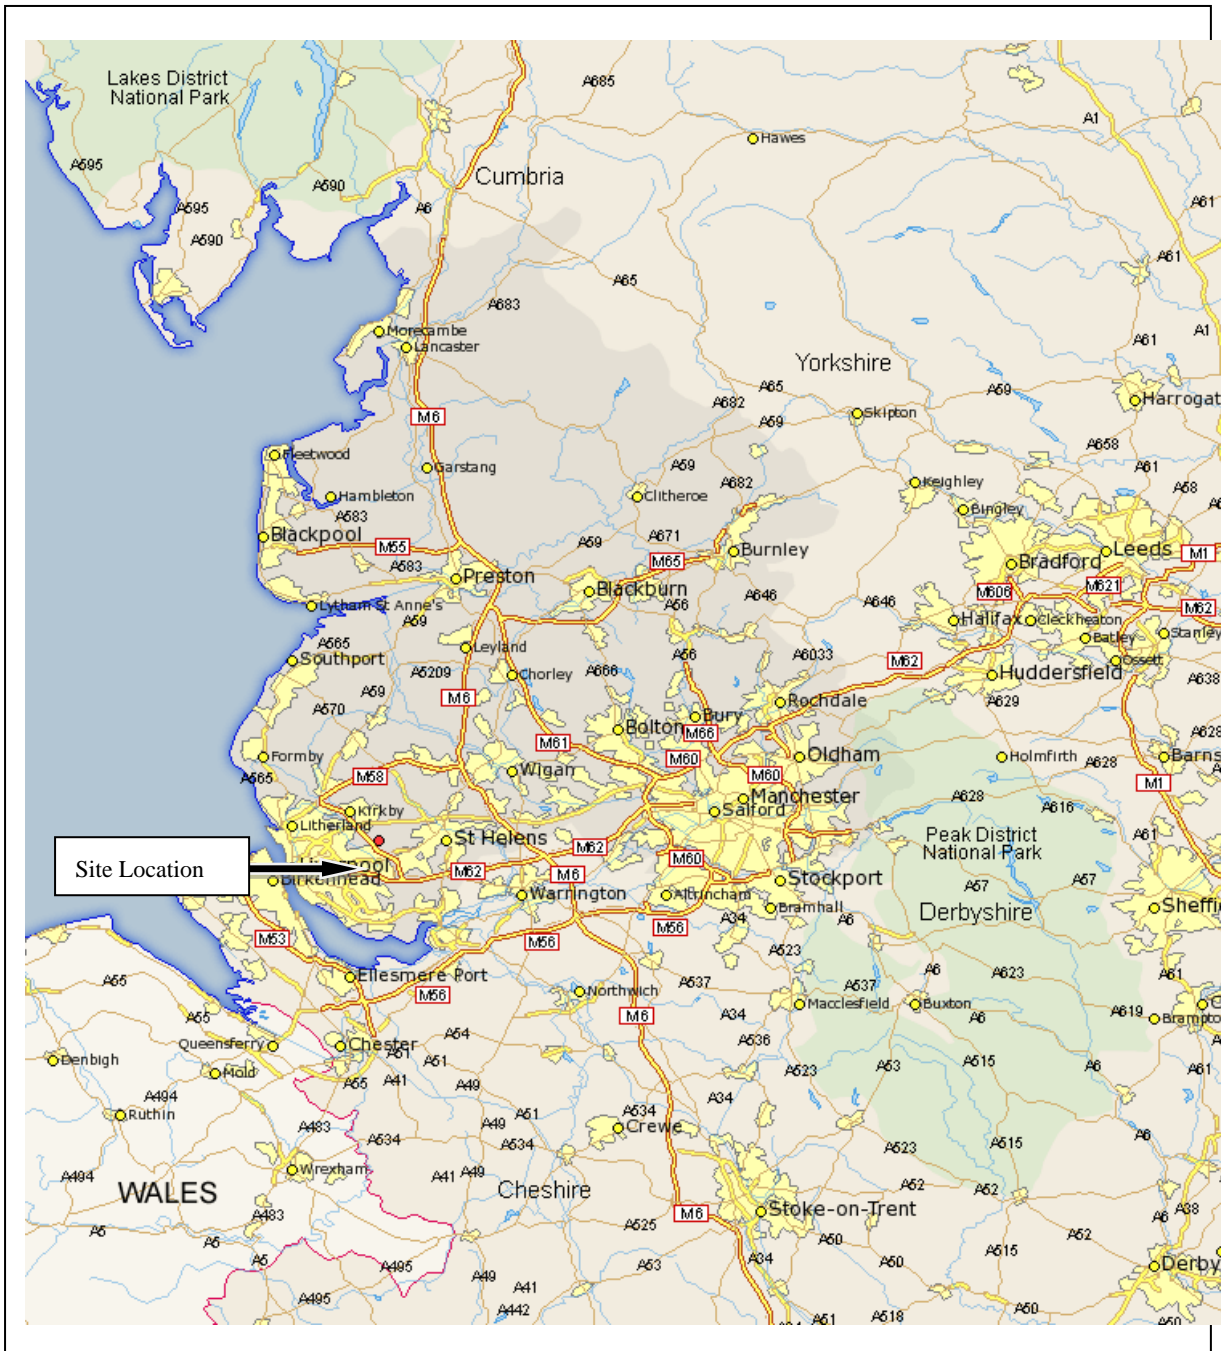 Lakes District
National Park
A685
A1
Hawes
A595
A590
Cumbria
A595
A6
A61
A590
A61
A65
A683
Morecambe
A1
Lancaster
A61
Yorkshire
A65
A59
A682
Harrogat
M6
Skipton
A59
A658
Fleetwood
Garstang
A59
A61
A682
Keighley
A58
Hambleton
Clitheroe
Bingley
A583
A671
Blackpool
A59
M55
Burnley
Leeds
M1
A583
M65
Bradford
Preston
M621
Blackburn
M606
A646
Lytham St Anne's
A56
A646
M62
A59
Halifax
Cleckheaton
Stanley
A565
Batley
Leyland
A56
A6033
Southport
M62
Ossett
A5209
Chorley
A666
Huddersfield
A638
A59
M6
A629
Rochdale
A570
Bury
Bolton
M66
A628
M61
Formby
M60
Oldham
Holmfirth
A628
Barns
A565
M58
Wigan
M60
M1
Manchester
A628
A616
Kirkby
Salford
Litherland
Peak District
National Park
A61
St Helens
M62
Site Location
Liverpool
M62
M6
M60
Birkenhead
Stockport
A57
A57
Warrington
Altrincham
Bramhall
Derbyshire
Sheffi
A34
A6
M53
M56
M56
A523
A6
A623
A61
Ellesmere Port
A55
A537
A537
M56
Northwich
Macclesfield
Buxton
A619
Brampto
A55
M6
A34
A6
A54
Queensferry
Chester
A536
A51
A51
Denbigh
A515
A6
A53
A61
Mold
A523
A55
A41
A49
A494
A34
Ruthin
A51
A534
A483
A49
Crewe
A534
A534
A523
A515
A6
Wrexham
A494
A41
A49
WALES
Cheshire
A52
A52
A483
M6
Stoke-on-Trent
A38
A6
A5
A5
A525
A52
A50
A515
A5
A34
A50
A495
A53
Derby
A49
A41
A495
A442
A51
A518
A50
A50